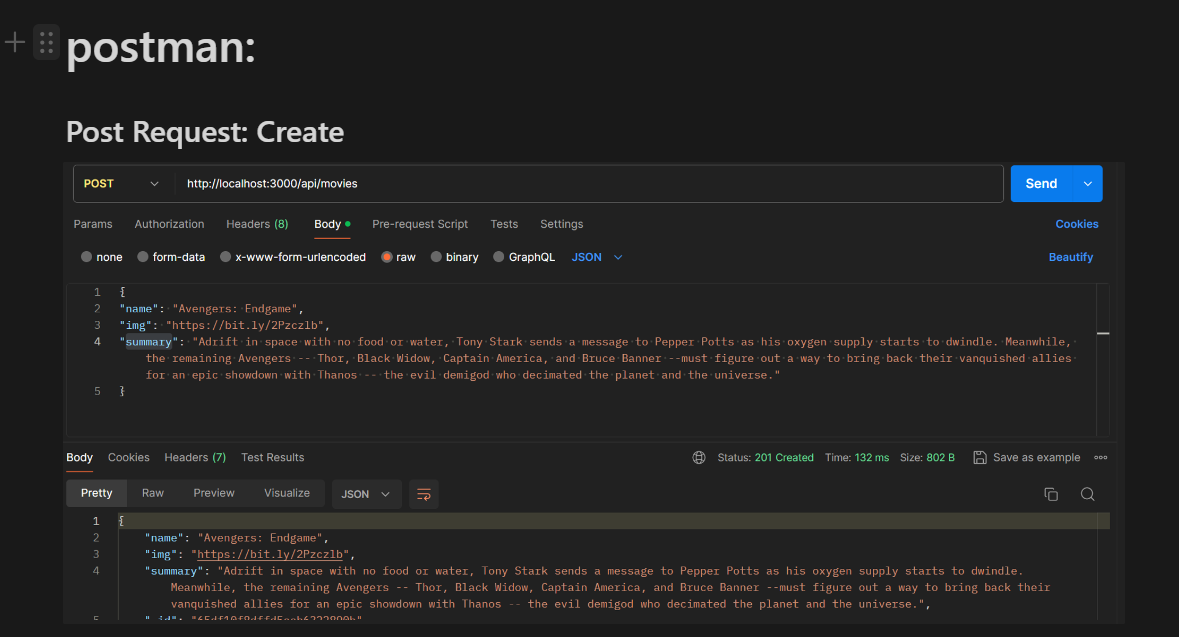 postman:
Post Request: Create
POST http://localhost:3000/api/movies Send
Params Authorization Headers (8) Body Pre-request Script Tests Settings Cookies
none form-data x-www-form-urlencoded raw binary GraphQL JSON Beautify
1 {
2 "name": "Avengers: Endgame",
3 "img": "https://bit.ly/2Pzczlb",
4 "summary": "Adrift in space with no food or water, Tony Stark sends a message to Pepper Potts as his oxygen supply starts to dwindle. Meanwhile,
the remaining Avengers -- Thor, Black Widow, Captain America, and Bruce Banner --must figure out a way to bring back their vanquished allies
for an epic showdown with Thanos -- the evil demigod who decimated the planet and the universe."
5 }
Body Cookies Headers (7) Test Results Status: 201 Created Time: 132 ms Size: 802 B Save as example
Pretty Raw Preview Visualize JSON
1 {
2 "name": "Avengers: Endgame",
3 "img": "https://bit.ly/2Pzczlb",
4 "summary": "Adrift in space with no food or water, Tony Stark sends a message to Pepper Potts as his oxygen supply starts to dwindle.
Meanwhile, the remaining Avengers -- Thor, Black Widow, Captain America, and Bruce Banner --must figure out a way to bring back their
vanquished allies for an epic showdown with Thanos -- the evil demigod who decimated the planet and the universe.",
5 "_id":